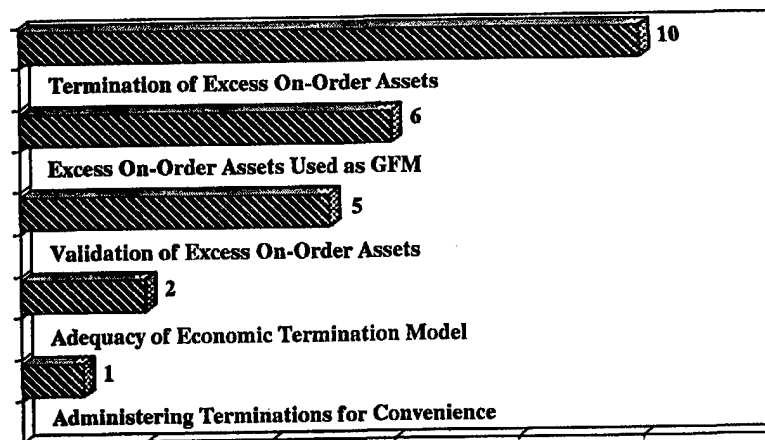 10
Termination of Excess On-Order Assets
6
Excess On-Order Assets Used as GFM
5
Validation of Excess On-Order Assets
2
Adequacy of Economic Termination Model
1
Administering Terminations for Convenience